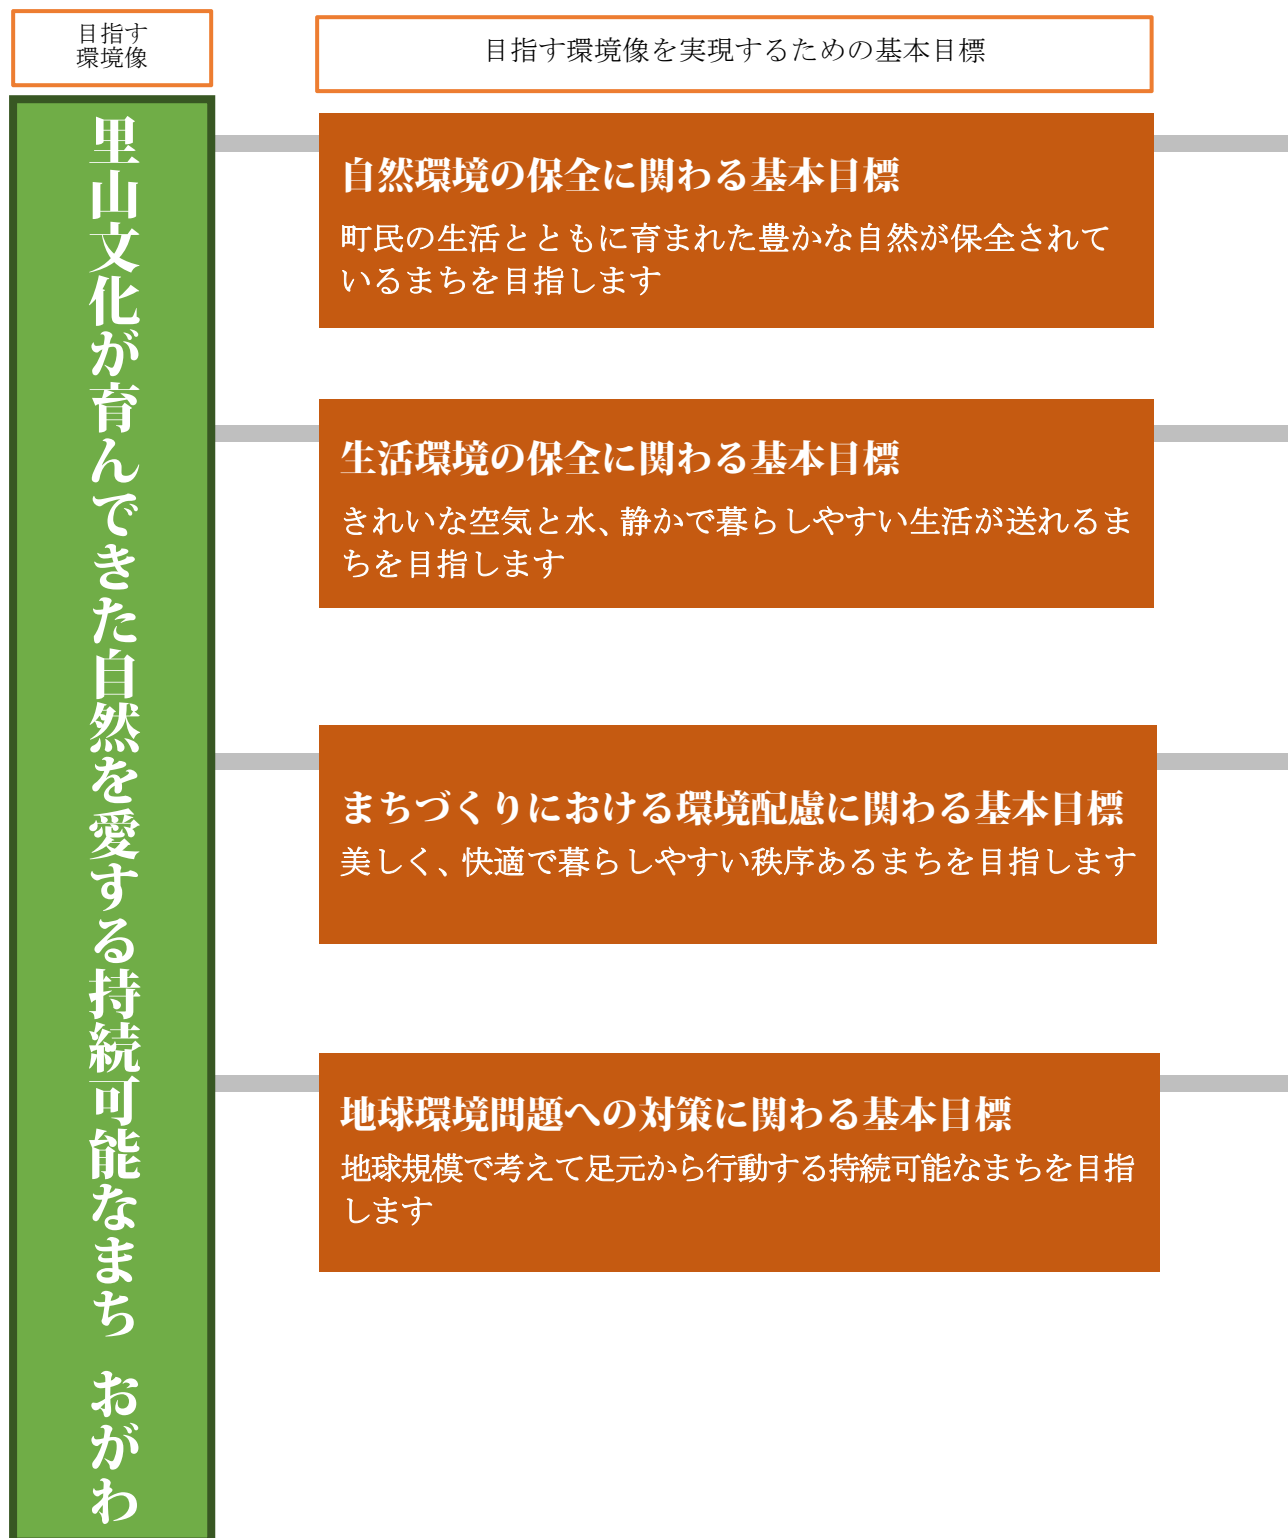 目指す
環境像
目指す環境像を実現するための基本目標
里山文化が育んできた自然を愛する持続可能なまち おがわ
自然環境の保全に関わる基本目標
町民の生活とともに育まれた豊かな自然が保全されて
いるまちを目指します
生活環境の保全に関わる基本目標
きれいな空気と水、静かで暮らしやすい生活が送れるま
ちを目指します
まちづくりにおける環境配慮に関わる基本目標
美しく、快適で暮らしやすい秩序あるまちを目指します
地球環境問題への対策に関わる基本目標
地球規模で考えて足元から行動する持続可能なまちを目指
します